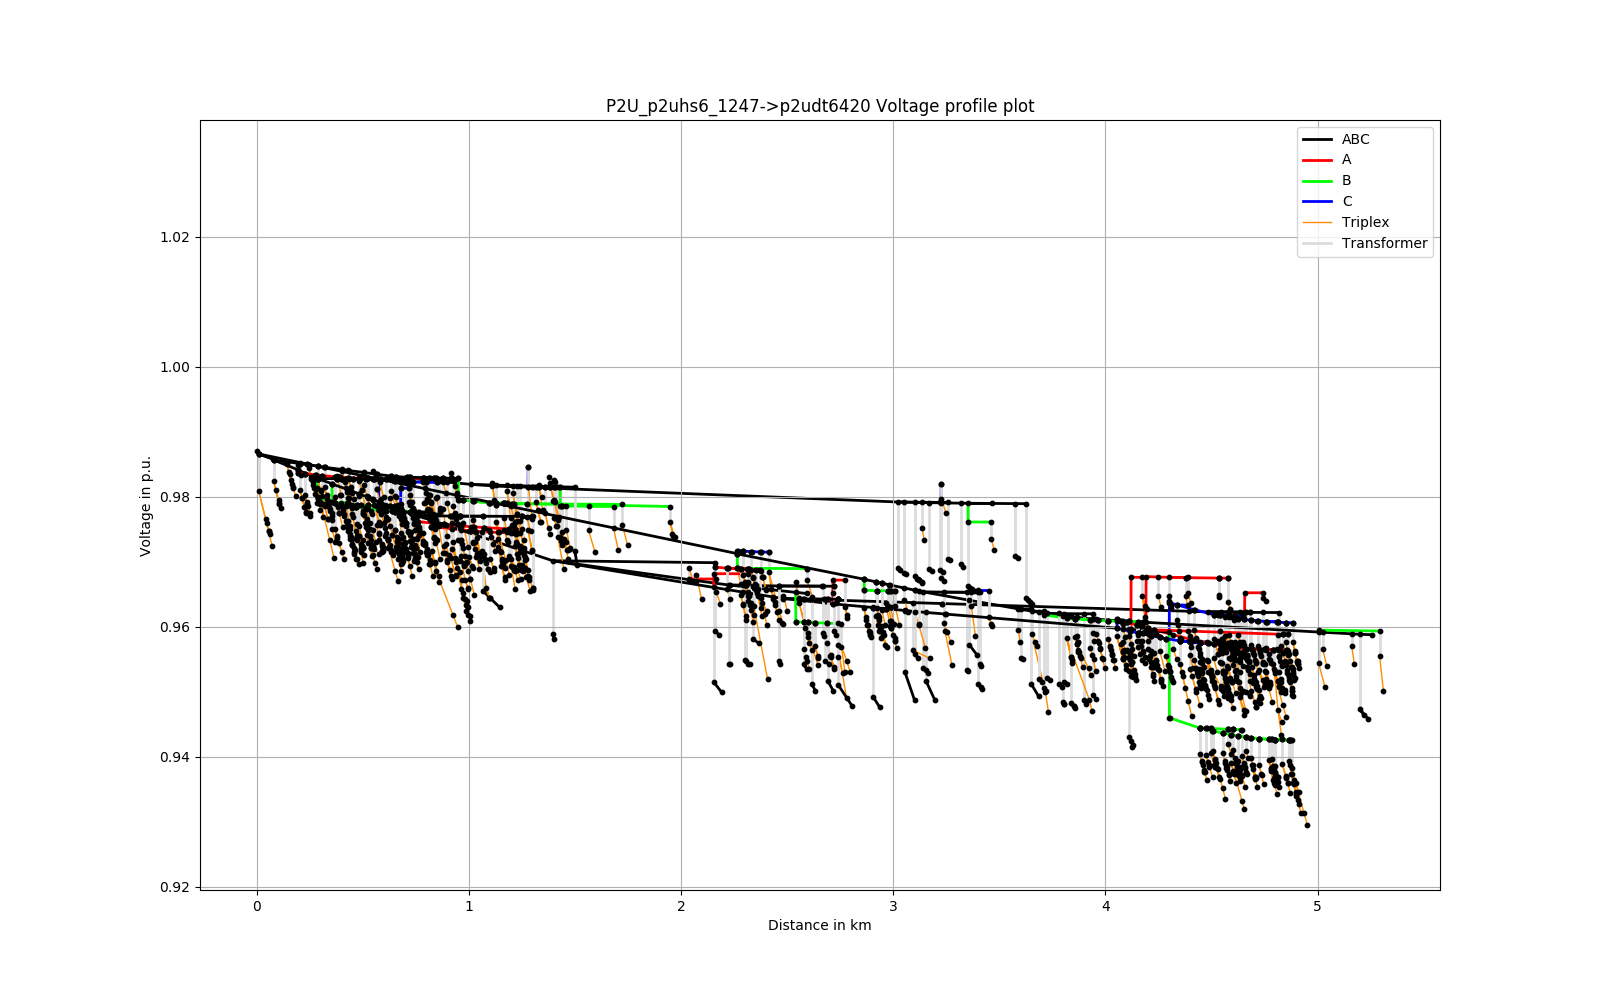 P2U_p2uhs6_1247->p2udt6420 Voltage profile plot
ABC
A
B
C
Triplex
Transformer
1.02
1.00
0.98
0.96
0.94
0.92
Voltage in p.u.
0 1 2 3 4 5
Distance in km